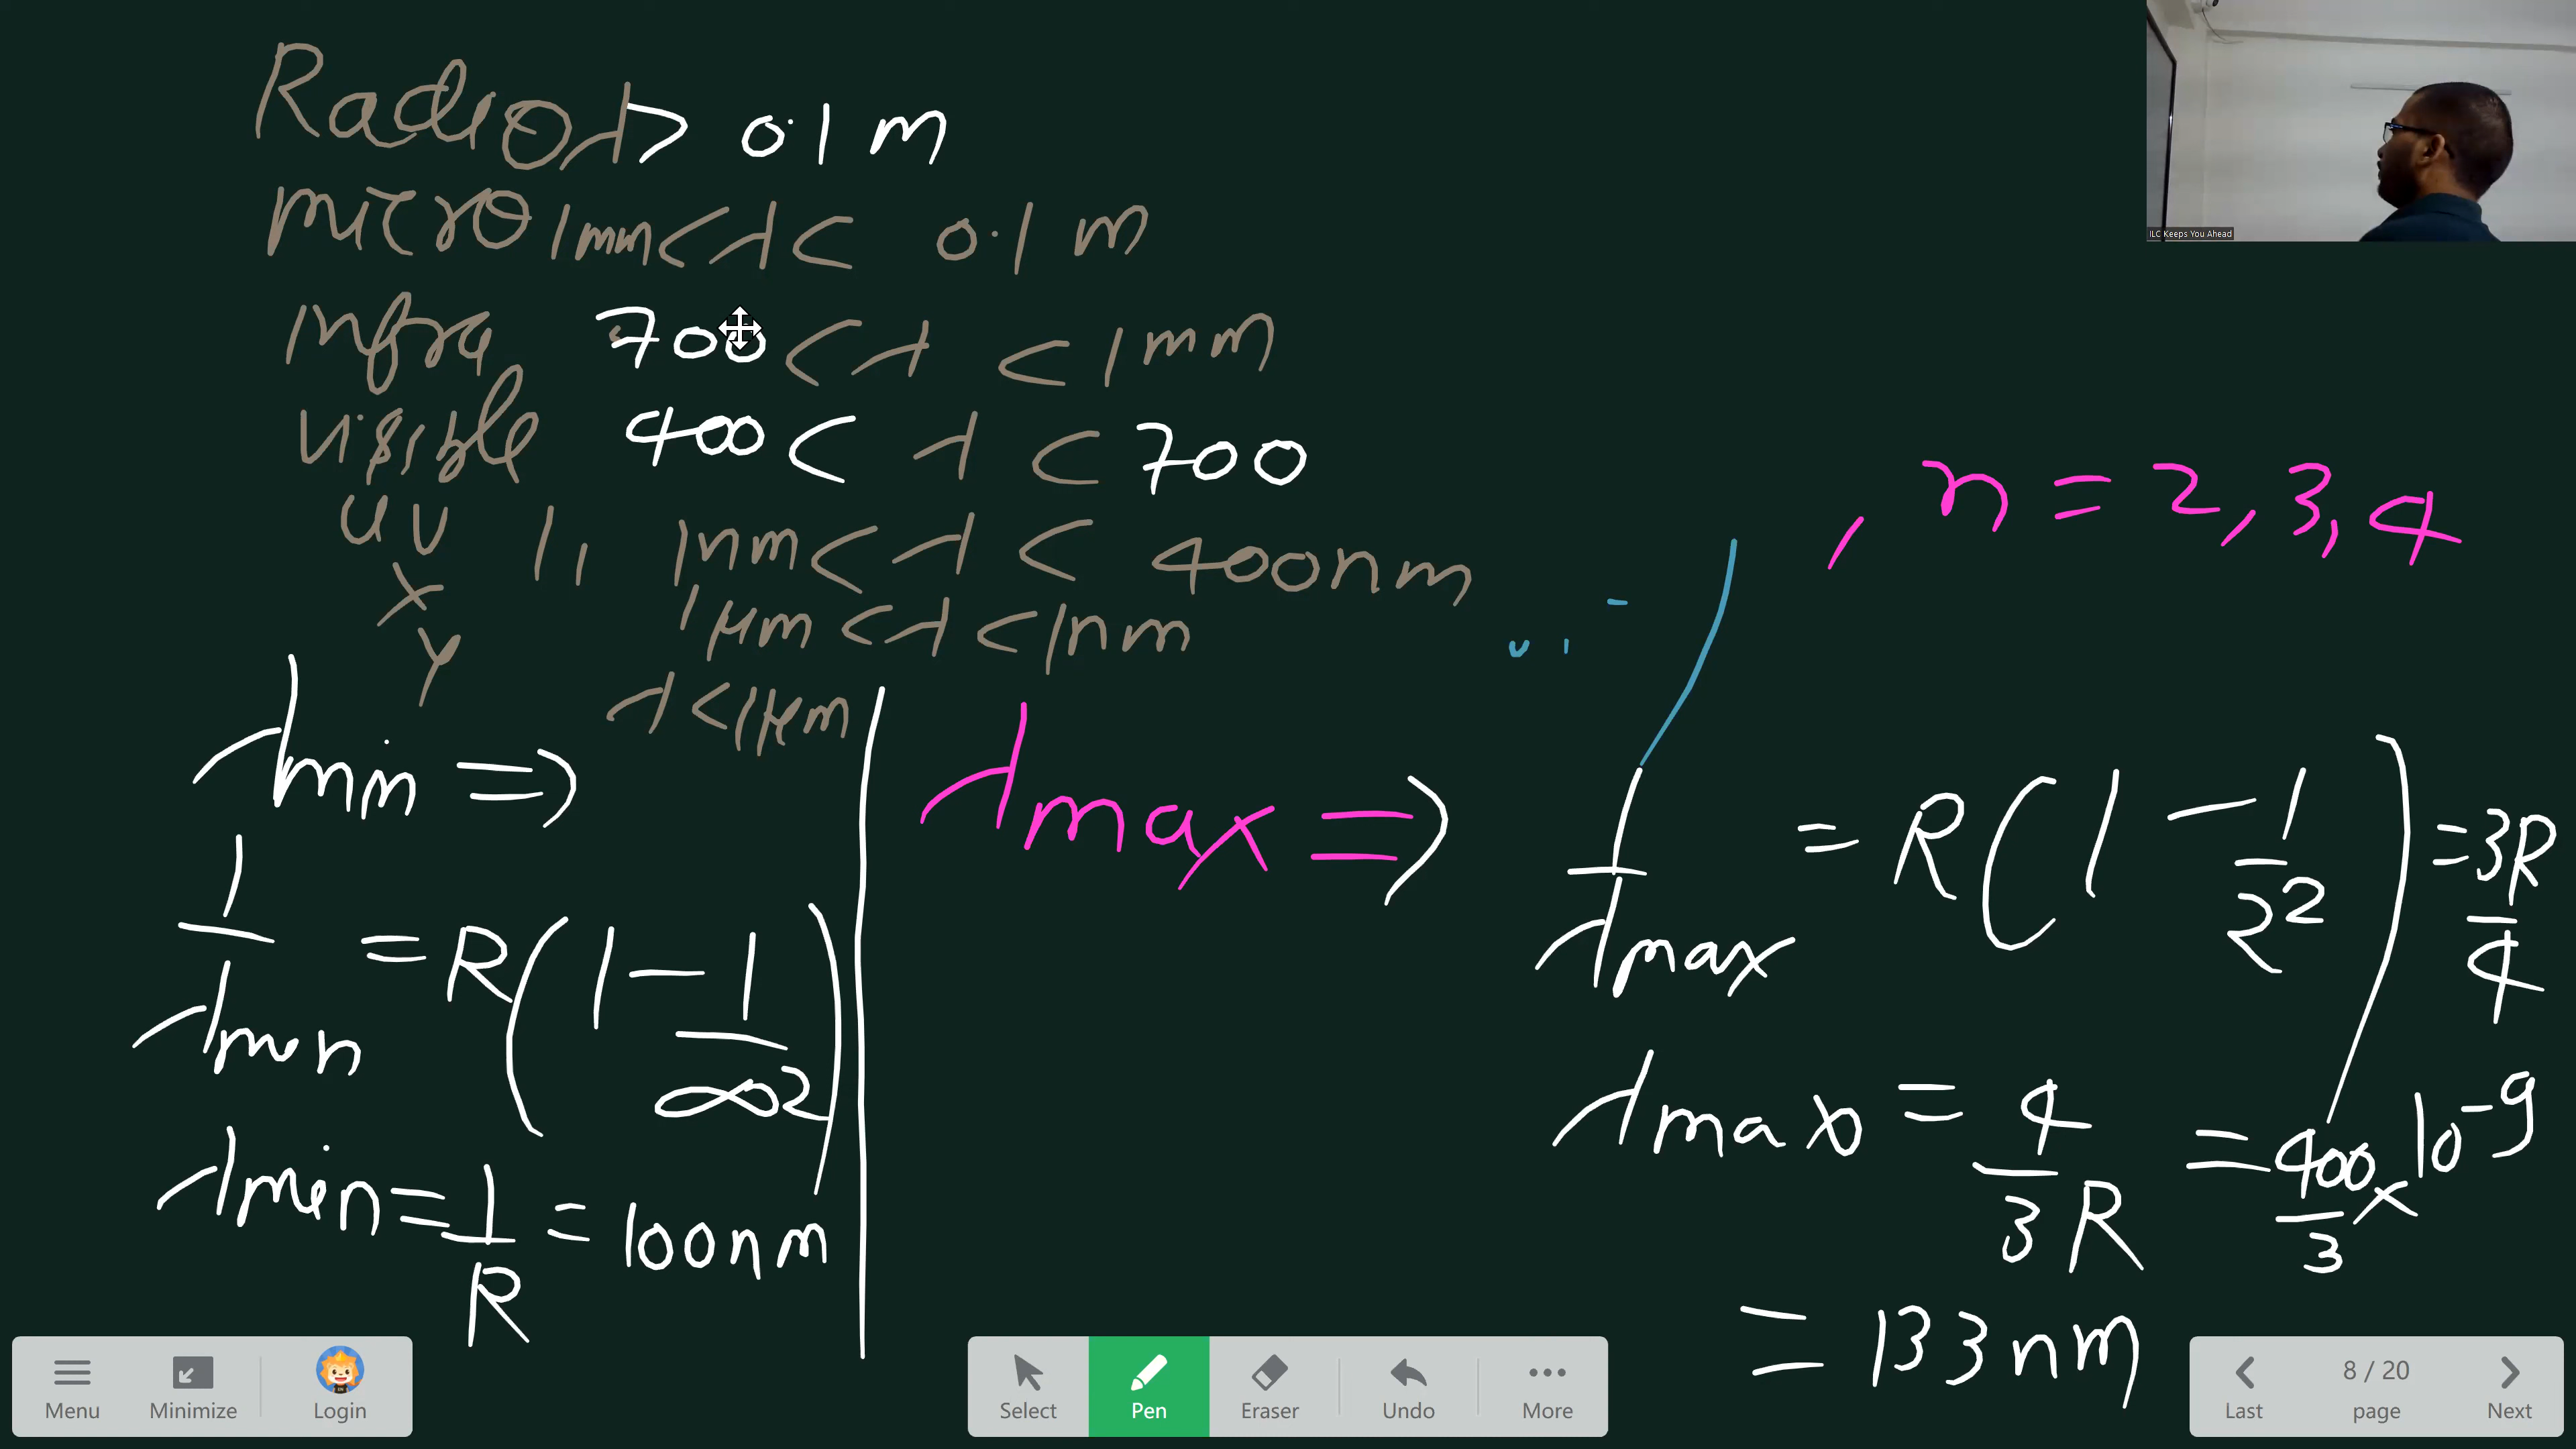 Radio λ > 0.1 m
micro 1mm < λ < 0.1 m
Infra 700 < λ < 1mm
visible 400 < λ < 700
UV 1, 1nm < λ < 400nm
X 1μm < λ < 1nm
γ λ < 1μm
, n = 2, 3, 4
λmin ⇒
1/λmin = R(1 - 1/∞²)
λmin = 1/R = 100nm
λmax ⇒ 1/λmax = R(1 - 1/2²) = 3R/4
λmax = 4/3R = 400/3 × 10⁻⁹
= 133nm
ILC Keeps You Ahead
Menu Minimize Login
Select Pen Eraser Undo More
Last 8 / 20 page Next